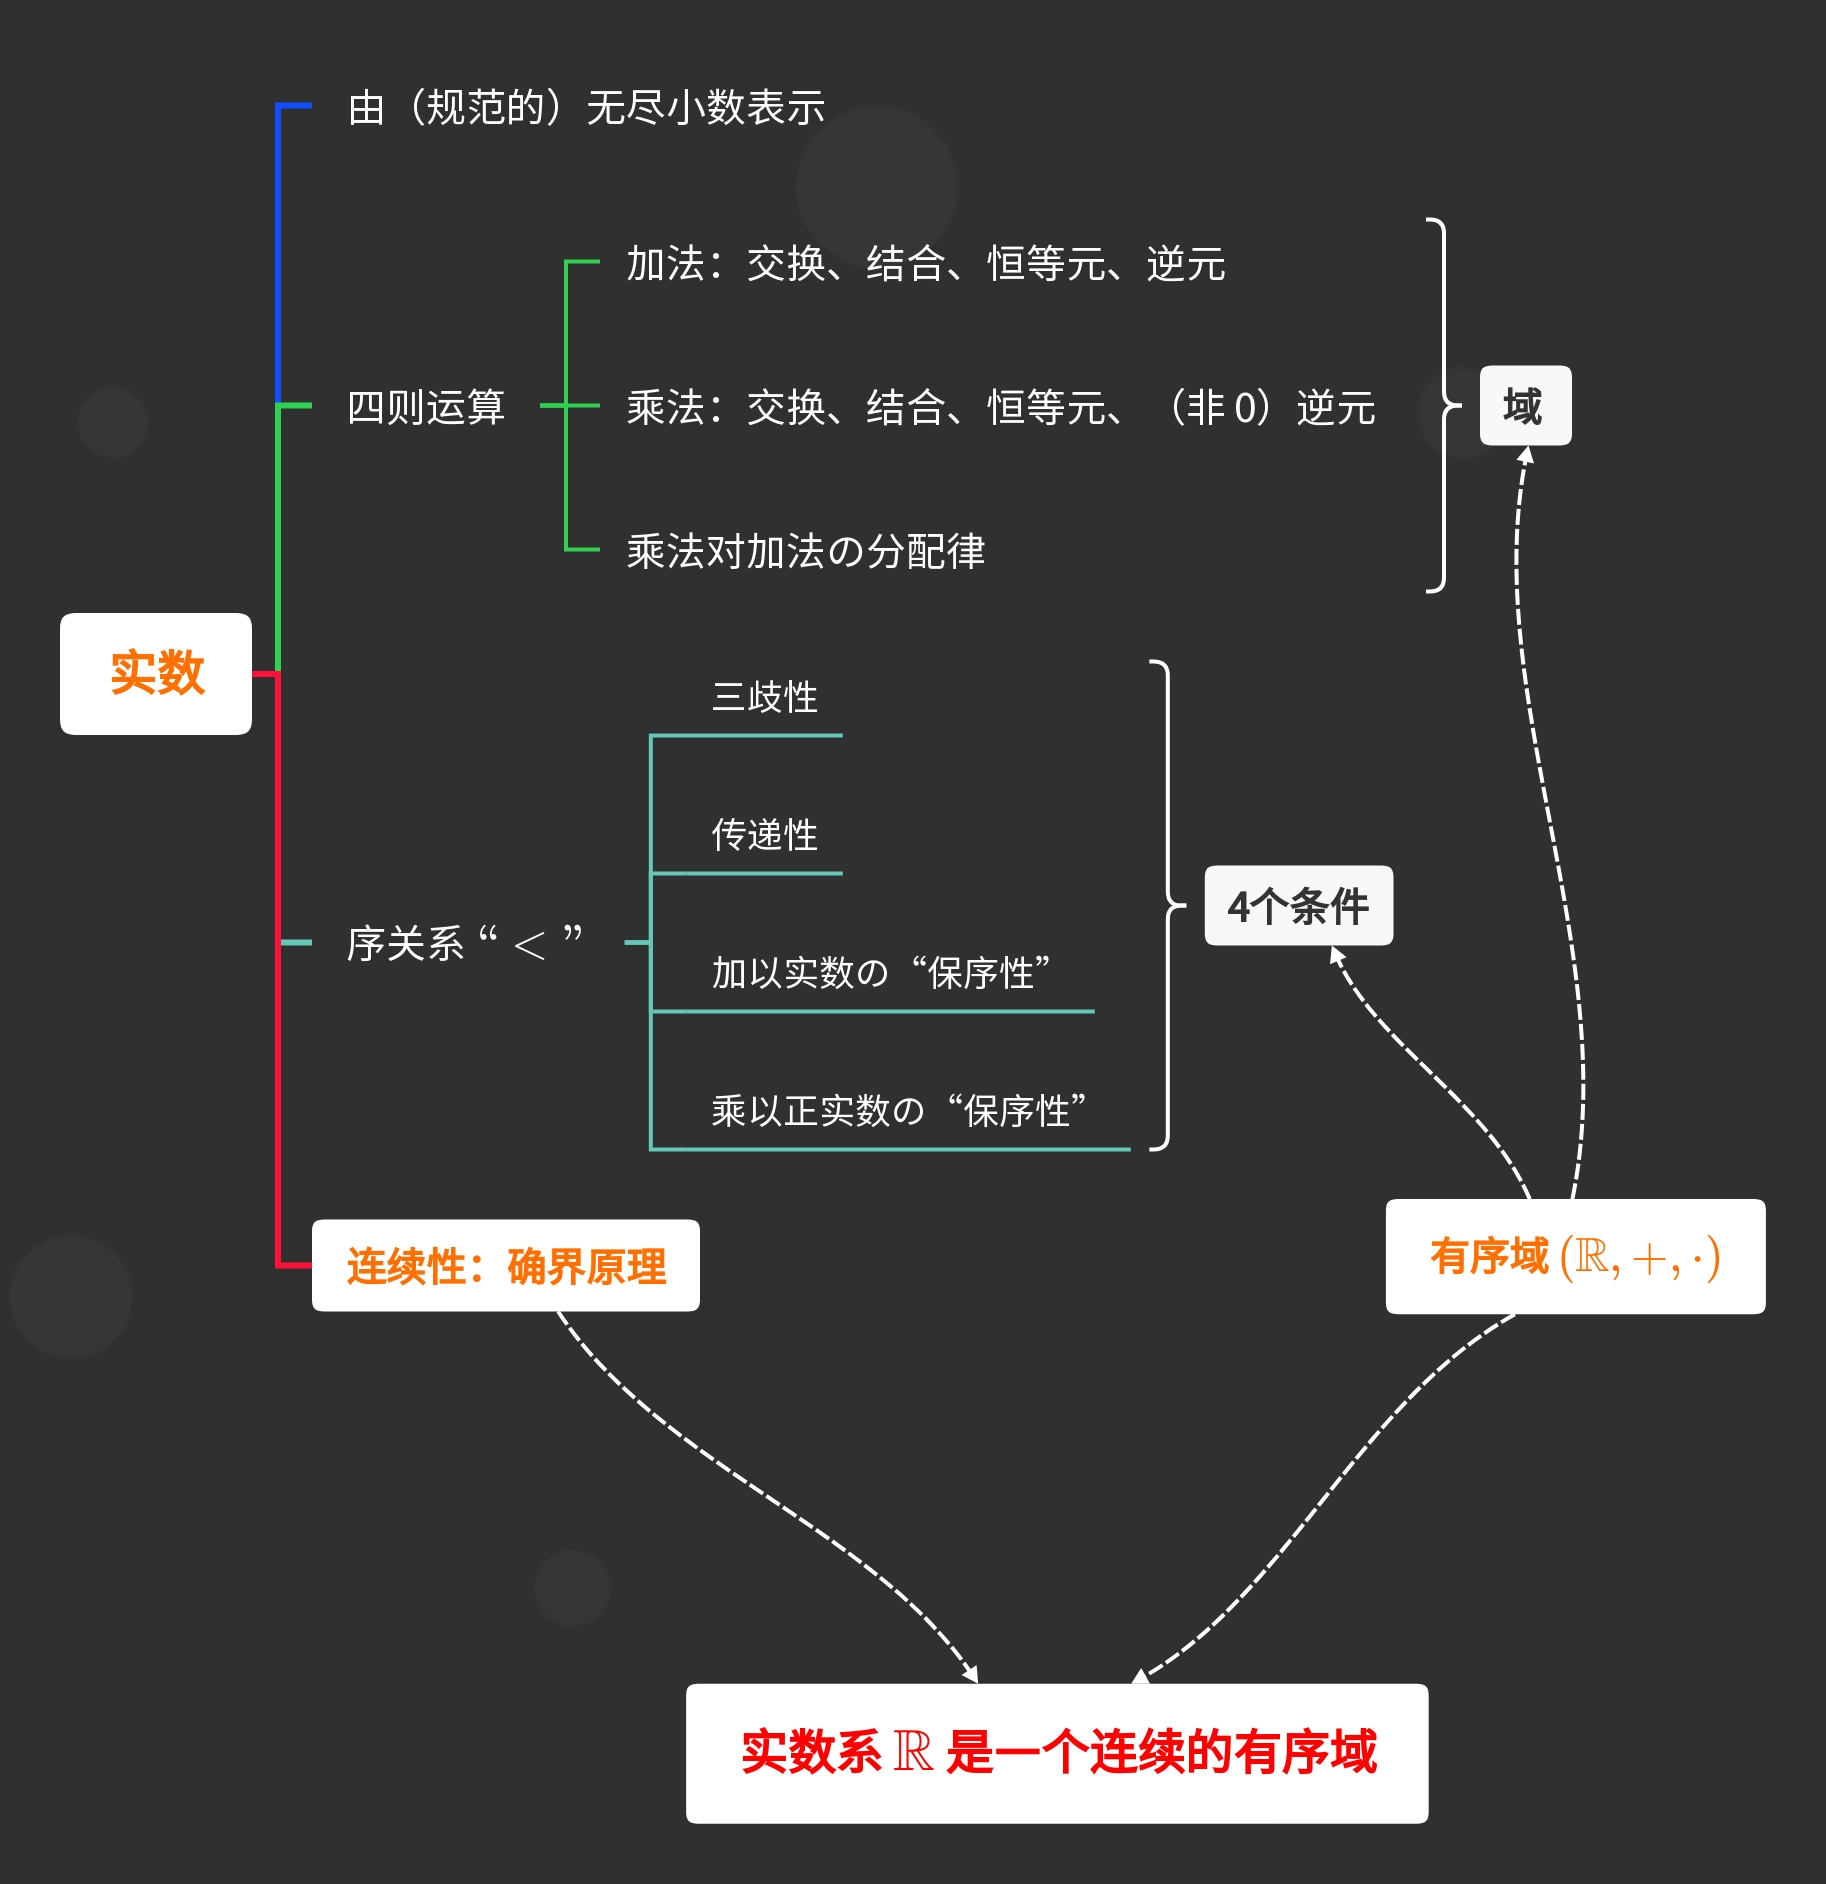 由（规范的）无尽小数表示
加法：交换、结合、恒等元、逆元
四则运算
乘法：交换、结合、恒等元、（非 0）逆元
域
乘法对加法の分配律
实数
三歧性
传递性
4个条件
序关系 “ < ”
加以实数の“保序性”
乘以正实数の“保序性”
连续性：确界原理
有序域 (ℝ, +, ·)
实数系 ℝ 是一个连续的有序域